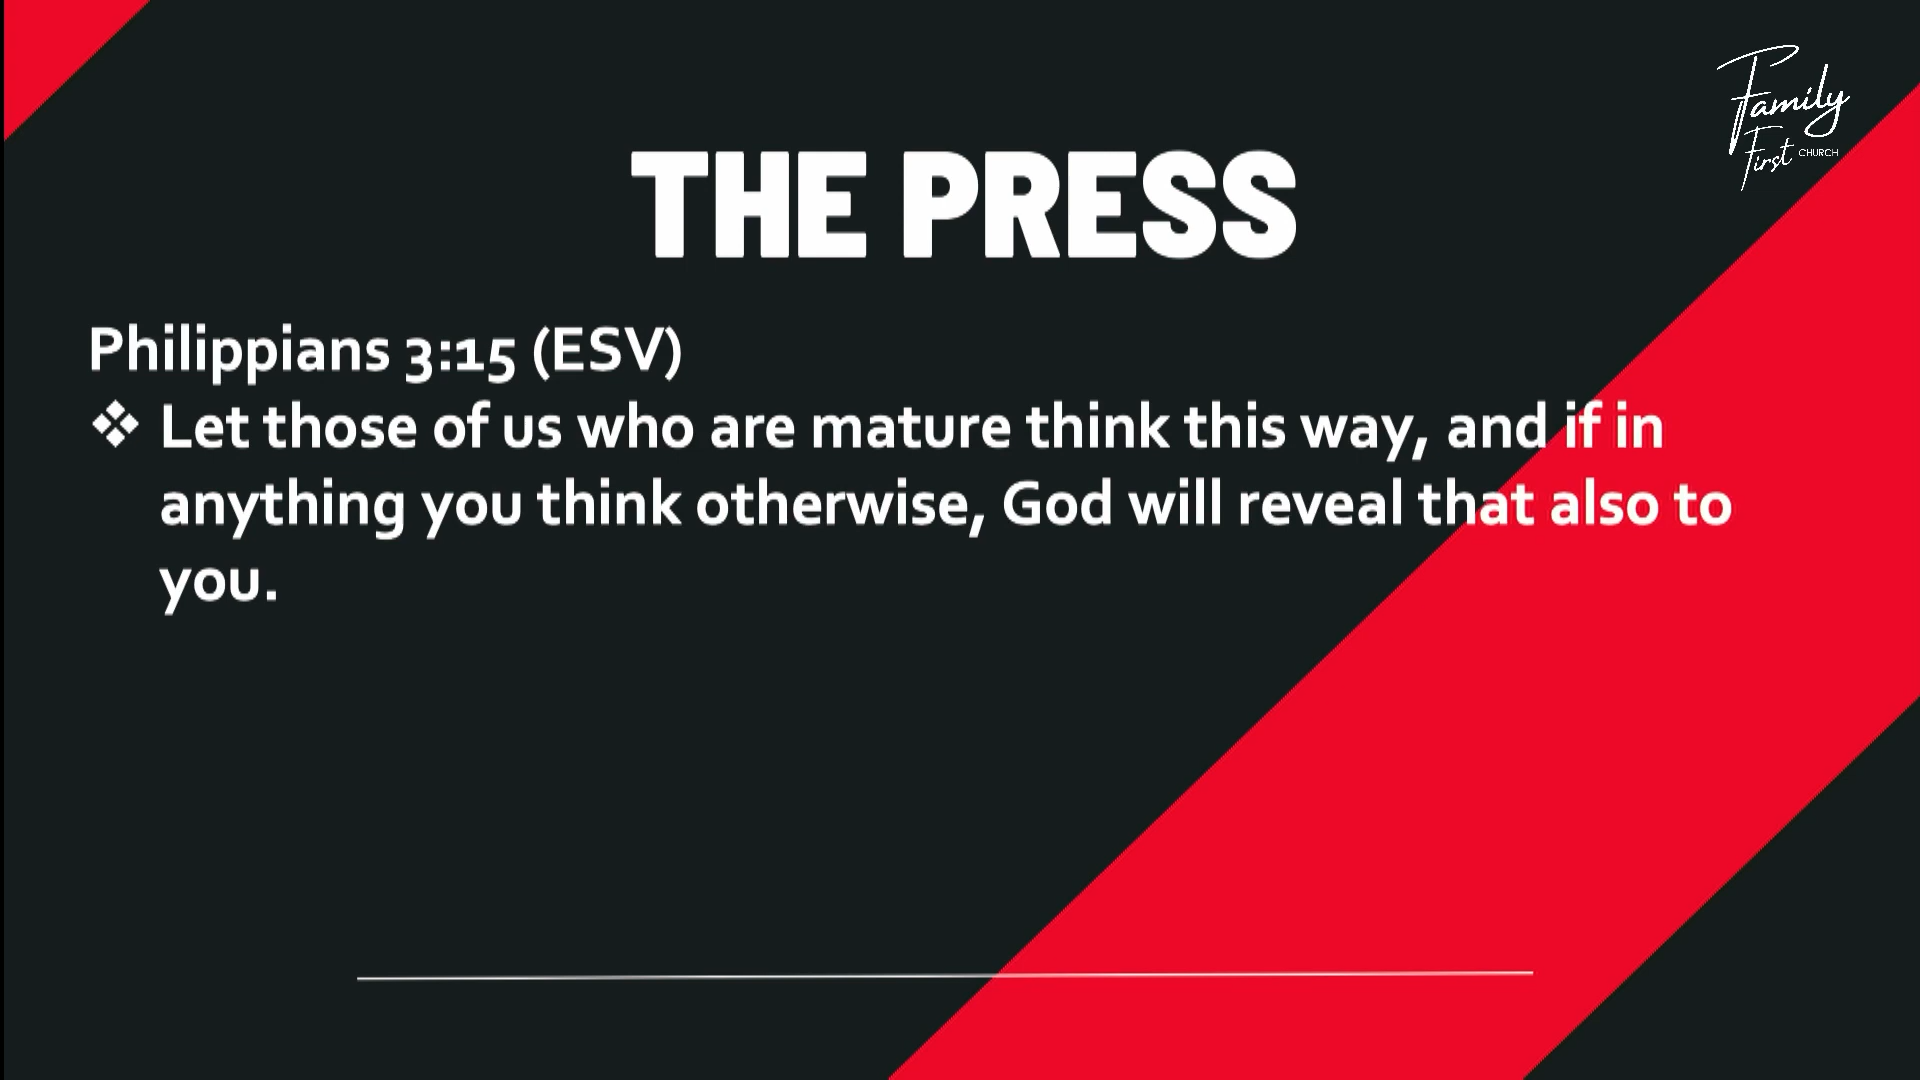 Family
First CHURCH
THE PRESS
Philippians 3:15 (ESV)
❖ Let those of us who are mature think this way, and if in
anything you think otherwise, God will reveal that also to
you.